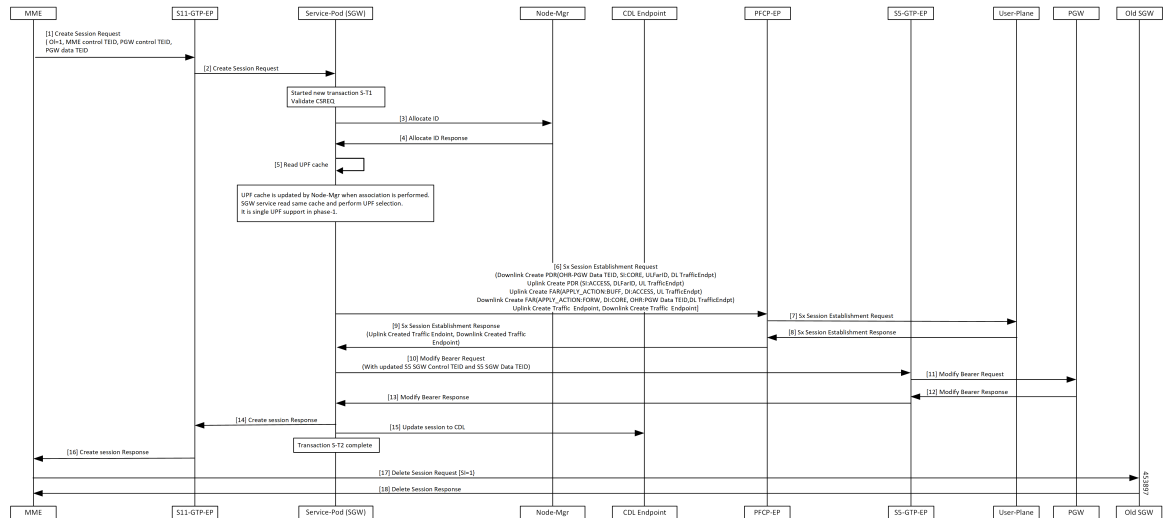 MME
S11-GTP-EP
Service-Pod (SGW)
Node-Mgr
CDL Endpoint
PFCP-EP
S5-GTP-EP
User-Plane
PGW
Old SGW
[1] Create Session Request
( OI=1, MME control TEID, PGW control TEID,
PGW data TEID
[2] Create Session Request
Started new transaction S-T1
Validate CSREQ
[3] Allocate ID
[4] Allocate ID Response
[5] Read UPF cache
UPF cache is updated by Node-Mgr when association is performed.
SGW service read same cache and perform UPF selection.
It is single UPF support in phase-1.
[6] Sx Session Establishment Request
(Downlink Create PDR(OHR-PGW Data TEID, SI:CORE, ULFarID, DL TrafficEndpt)
Uplink Create PDR (SI:ACCESS, DLFarID, UL TrafficEndpt)
Uplink Create FAR(APPLY_ACTION:BUFF, DI:ACCESS, UL TrafficEndpt)
Downlink Create FAR(APPLY_ACTION:FORW, DI:CORE, OHR:PGW Data TEID,DL TrafficEndpt)
Uplink Create Traffic Endpoint, Downlink Create Traffic Endpoint]
[7] Sx Session Establishment Request
[8] Sx Session Establishment Response
[9] Sx Session Establishment Response
(Uplink Created Traffic Endoint, Downlink Created Traffic
Endpoint)
[10] Modify Bearer Request
(With updated S5 SGW Control TEID and S5 SGW Data TEID)
[11] Modify Bearer Request
[12] Modify Bearer Response
[13] Modify Bearer Response
[14] Create session Response
[15] Update session to CDL
Transaction S-T2 complete
[16] Create session Response
[17] Delete Session Request (SI=1)
[18] Delete Session Response
453897
MME
S11-GTP-EP
Service-Pod (SGW)
Node-Mgr
CDL Endpoint
PFCP-EP
S5-GTP-EP
User-Plane
PGW
Old SGW